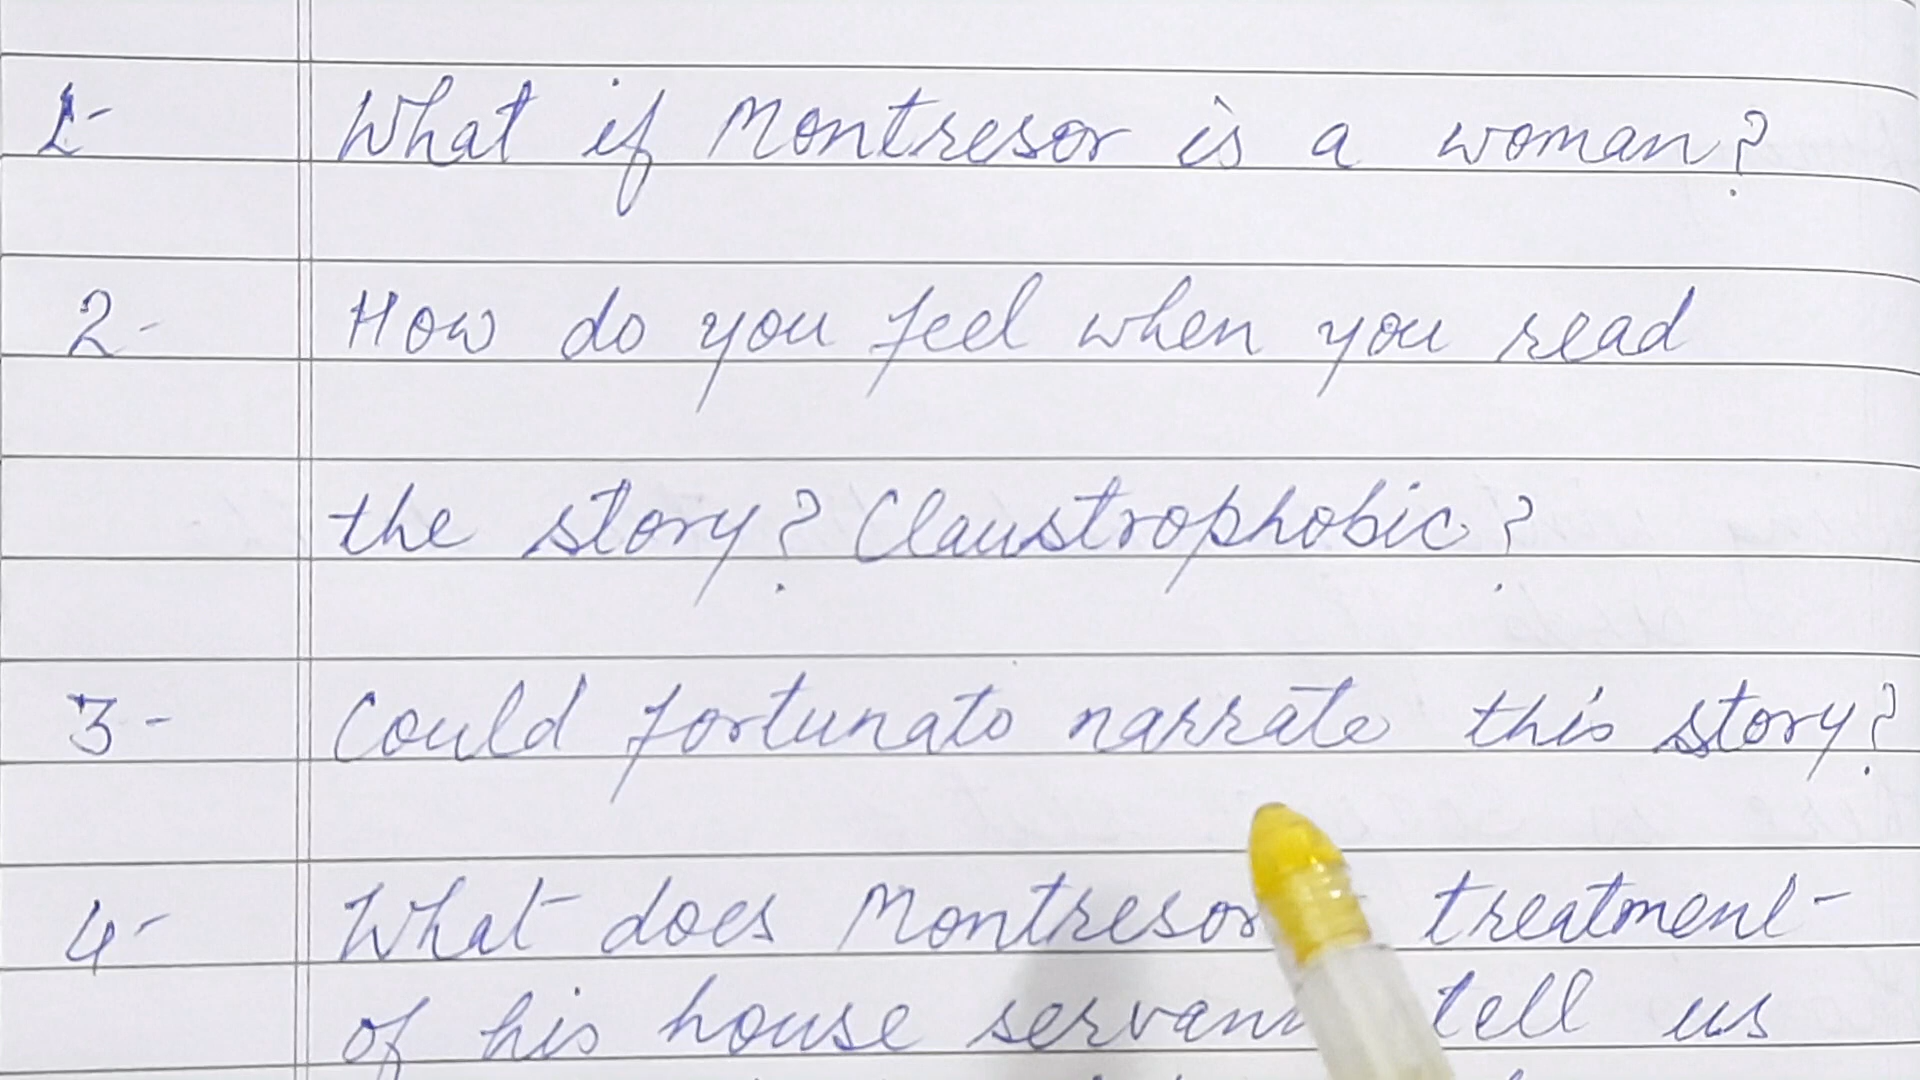 1- What if Montresor is a woman?
2- How do you feel when you read
the story? Claustrophobic?
3- Could fortunato narrate this story?
4- What does Montresor treatment
of his house servant tell us